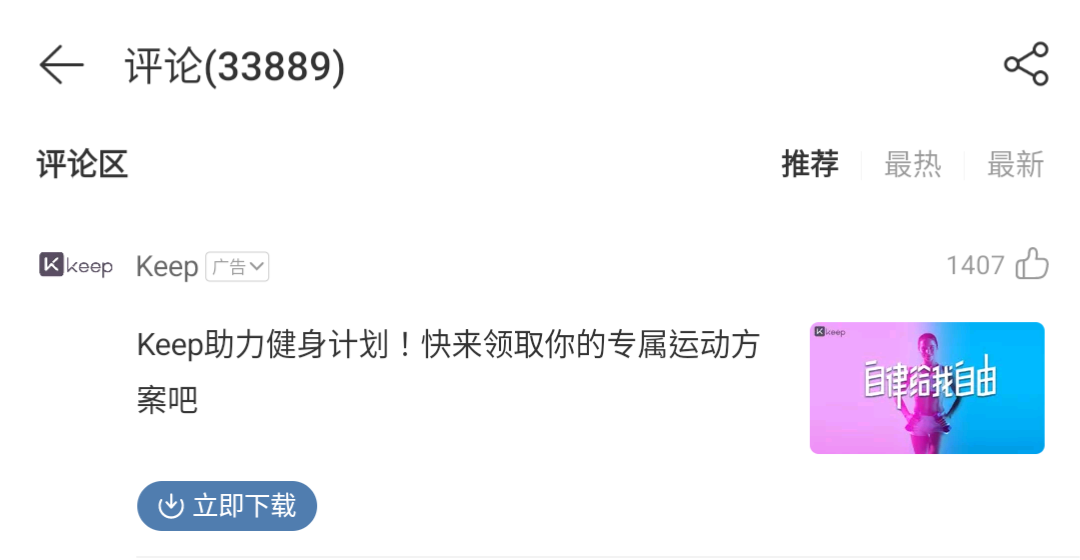 评论(33889)
评论区
推荐 最热 最新
keep Keep 广告 1407
Keep助力健身计划！快来领取你的专属运动方
案吧
keep
自律给我自由
立即下载